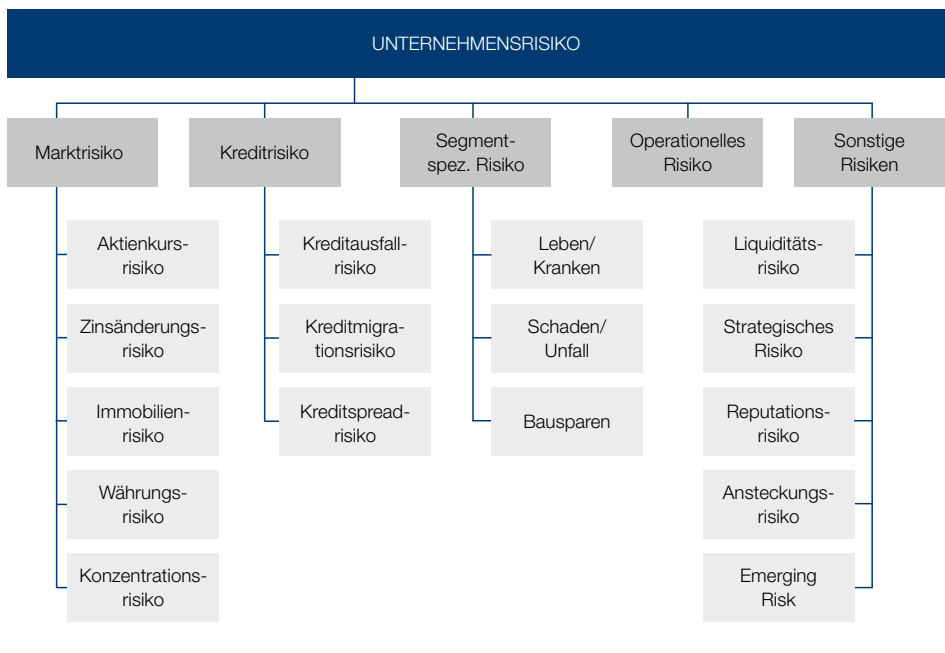 UNTERNEHMENSRISIKO
Marktrisiko
Kreditrisiko
Segment-
spez. Risiko
Operationelles
Risiko
Sonstige
Risiken
Aktienkurs-
risiko
Zinsänderungs-
risiko
Immobilien-
risiko
Währungs-
risiko
Konzentrations-
risiko
Kreditausfall-
risiko
Kreditmigra-
tionsrisiko
Kreditspread-
risiko
Leben/
Kranken
Schaden/
Unfall
Bausparen
Liquiditäts-
risiko
Strategisches
Risiko
Reputations-
risiko
Ansteckungs-
risiko
Emerging
Risk